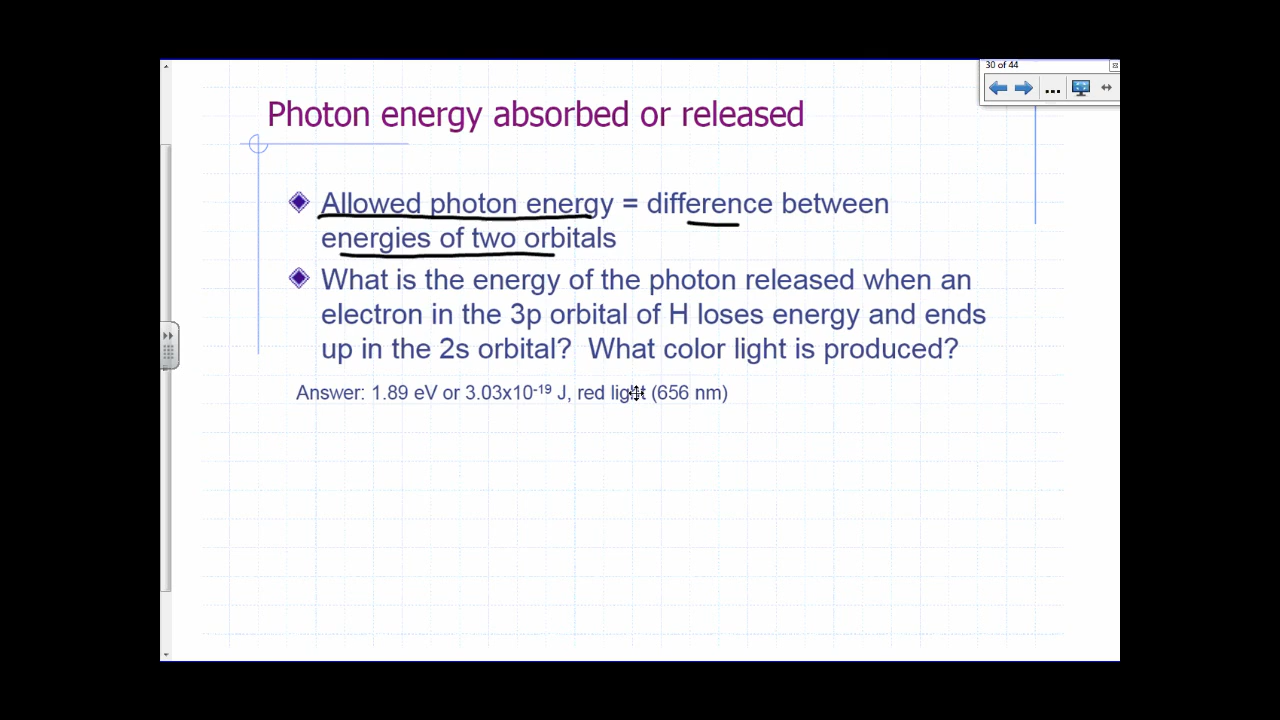 30 of 44
Photon energy absorbed or released
Allowed photon energy = difference between
energies of two orbitals
What is the energy of the photon released when an
electron in the 3p orbital of H loses energy and ends
up in the 2s orbital?  What color light is produced?
Answer: 1.89 eV or 3.03x10⁻¹⁹ J, red light (656 nm)